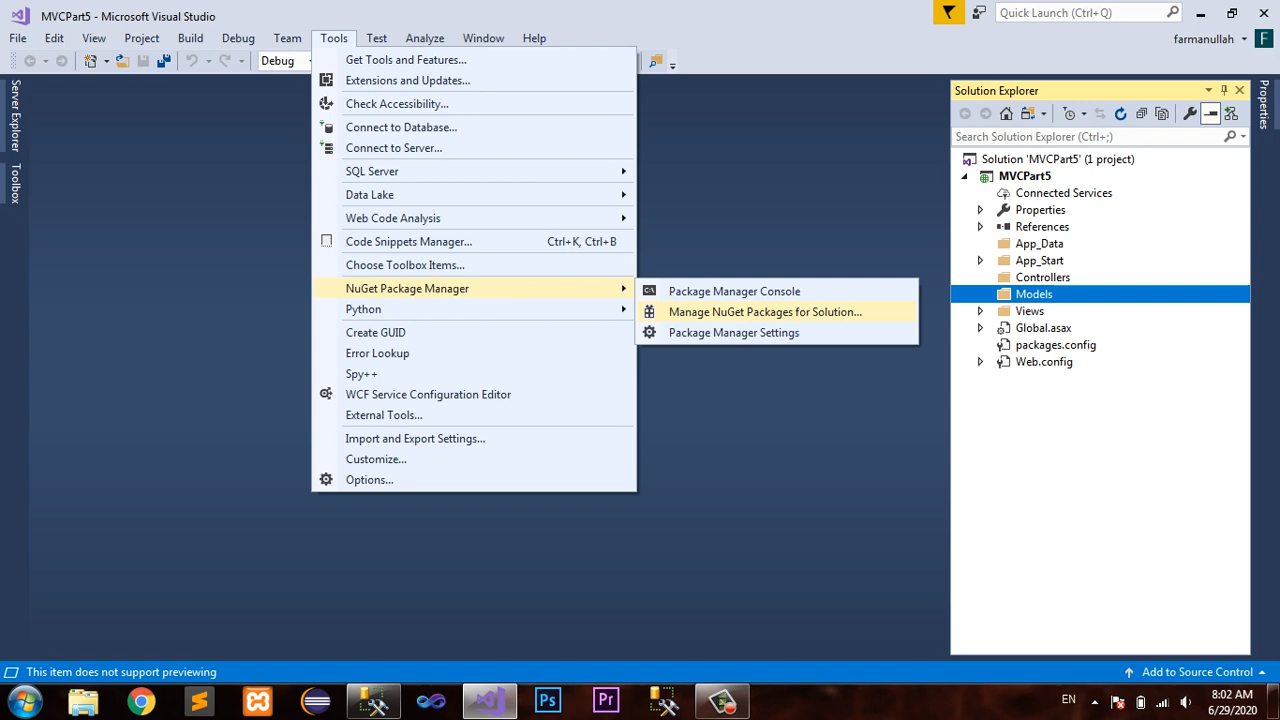 MVCPart5 - Microsoft Visual Studio
Quick Launch (Ctrl+Q)
File Edit View Project Build Debug Team Tools Test Analyze Window Help
farmanullah F
Debug
Server Explorer
Toolbox
Get Tools and Features...
Extensions and Updates...
Check Accessibility...
Connect to Database...
Connect to Server...
SQL Server
Data Lake
Web Code Analysis
Code Snippets Manager... Ctrl+K, Ctrl+B
Choose Toolbox Items...
NuGet Package Manager
Python
Create GUID
Error Lookup
Spy++
WCF Service Configuration Editor
External Tools...
Import and Export Settings...
Customize...
Options...
Package Manager Console
Manage NuGet Packages for Solution...
Package Manager Settings
Solution Explorer
Search Solution Explorer (Ctrl+;)
Solution 'MVCPart5' (1 project)
MVCPart5
Connected Services
Properties
References
App_Data
App_Start
Controllers
Models
Views
Global.asax
packages.config
Web.config
Properties
This item does not support previewing
Add to Source Control
Ps
Pr
EN
8:02 AM
6/29/2020